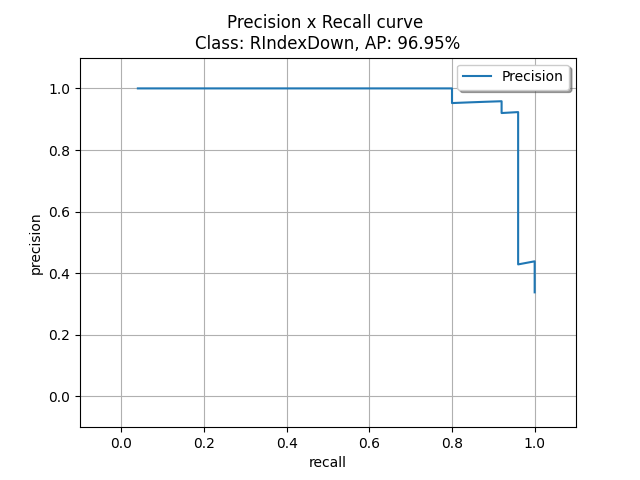 Precision x Recall curve
Class: RIndexDown, AP: 96.95%
Precision
1.0
0.8
0.6
0.4
0.2
0.0
precision
0.0 0.2 0.4 0.6 0.8 1.0
recall